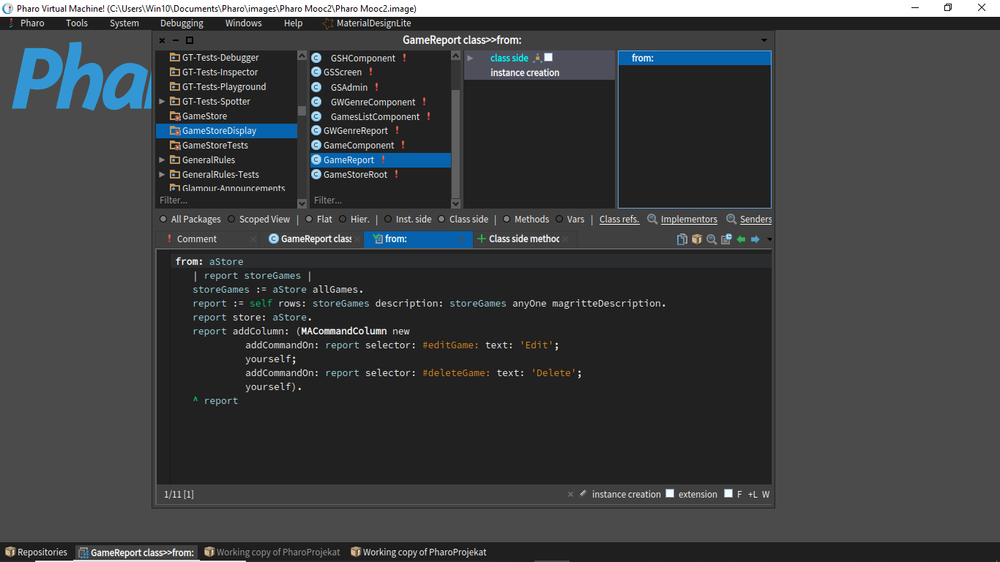 Pharo Virtual Machine! (C:\Users\Win10\Documents\Pharo\images\Pharo Mooc2\Pharo Mooc2.image)
Pharo Tools System Debugging Windows Help MaterialDesignLite
GameReport class>>from:
GT-Tests-Debugger
GT-Tests-Inspector
GT-Tests-Playground
GT-Tests-Spotter
GameStore
GameStoreDisplay
GameStoreTests
GeneralRules
GeneralRules-Tests
Glamour-Announcements
Filter...
GSHComponent !
GSScreen !
GSAdmin !
GWGenreComponent !
GamesListComponent !
GWGenreReport !
GameComponent !
GameReport !
GameStoreRoot !
Filter...
class side
instance creation
from:
All Packages Scoped View | Flat Hier. | Inst. side Class side | Methods Vars Class refs. Implementors Senders
! Comment GameReport class from: + Class side method
from: aStore
| report storeGames |
storeGames := aStore allGames.
report := self rows: storeGames description: storeGames anyOne magritteDescription.
report store: aStore.
report addColumn: (MACommandColumn new
addCommandOn: report selector: #editGame: text: 'Edit';
yourself;
addCommandOn: report selector: #deleteGame: text: 'Delete';
yourself).
^ report
1/11 [1] instance creation extension F +L W
Repositories GameReport class>>from: Working copy of PharoProjekat Working copy of PharoProjekat